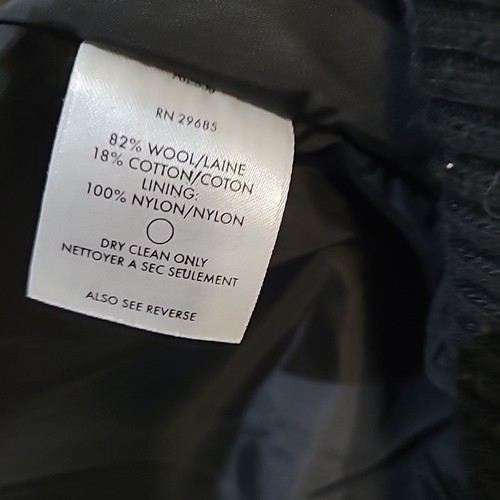 RN 29685
82% WOOL/LAINE
18% COTTON/COTON
LINING:
100% NYLON/NYLON
DRY CLEAN ONLY
NETTOYER A SEC SEULEMENT
ALSO SEE REVERSE